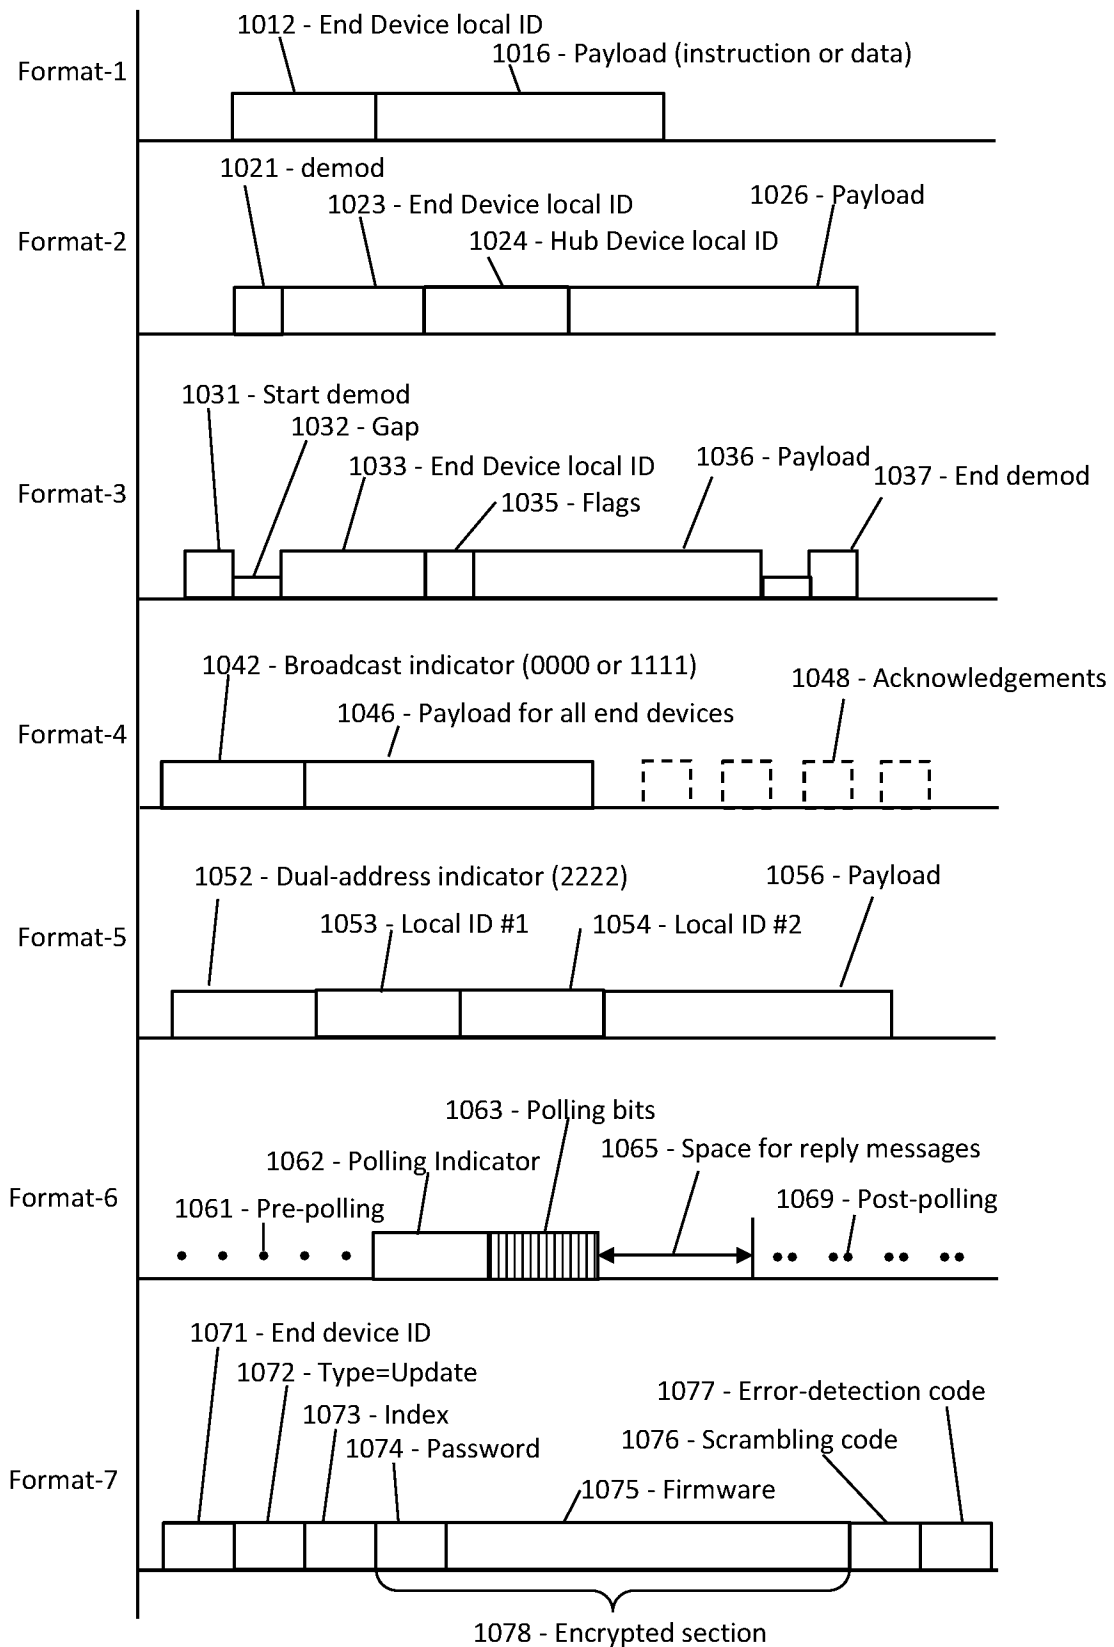 1012 - End Device local ID
1016 - Payload (instruction or data)
Format-1
1021 - demod
1023 - End Device local ID
1026 - Payload
1024 - Hub Device local ID
Format-2
1031 - Start demod
1032 - Gap
1033 - End Device local ID
1036 - Payload
1037 - End demod
1035 - Flags
Format-3
1042 - Broadcast indicator (0000 or 1111)
1048 - Acknowledgements
1046 - Payload for all end devices
Format-4
1052 - Dual-address indicator (2222)
1056 - Payload
1053 - Local ID #1
1054 - Local ID #2
Format-5
1063 - Polling bits
1065 - Space for reply messages
1062 - Polling Indicator
Format-6
1061 - Pre-polling
1069 - Post-polling
1071 - End device ID
1072 - Type=Update
1077 - Error-detection code
1073 - Index
1076 - Scrambling code
1074 - Password
Format-7
1075 - Firmware
1078 - Encrypted section